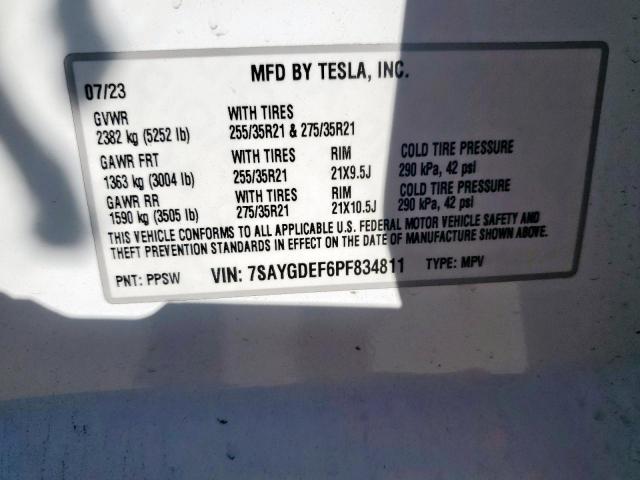 MFD BY TESLA, INC.
07/23
GVWR WITH TIRES
2382 kg (5252 lb) 255/35R21 & 275/35R21
GAWR FRT WITH TIRES RIM COLD TIRE PRESSURE
1363 kg (3004 lb) 255/35R21 21X9.5J 290 kPa, 42 psi
GAWR RR WITH TIRES RIM COLD TIRE PRESSURE
1590 kg (3505 lb) 275/35R21 21X10.5J 290 kPa, 42 psi
THIS VEHICLE CONFORMS TO ALL APPLICABLE U.S. FEDERAL MOTOR VEHICLE SAFETY AND
THEFT PREVENTION STANDARDS IN EFFECT ON THE DATE OF MANUFACTURE SHOWN ABOVE.
PNT: PPSW VIN: 7SAYGDEF6PF834811 TYPE: MPV